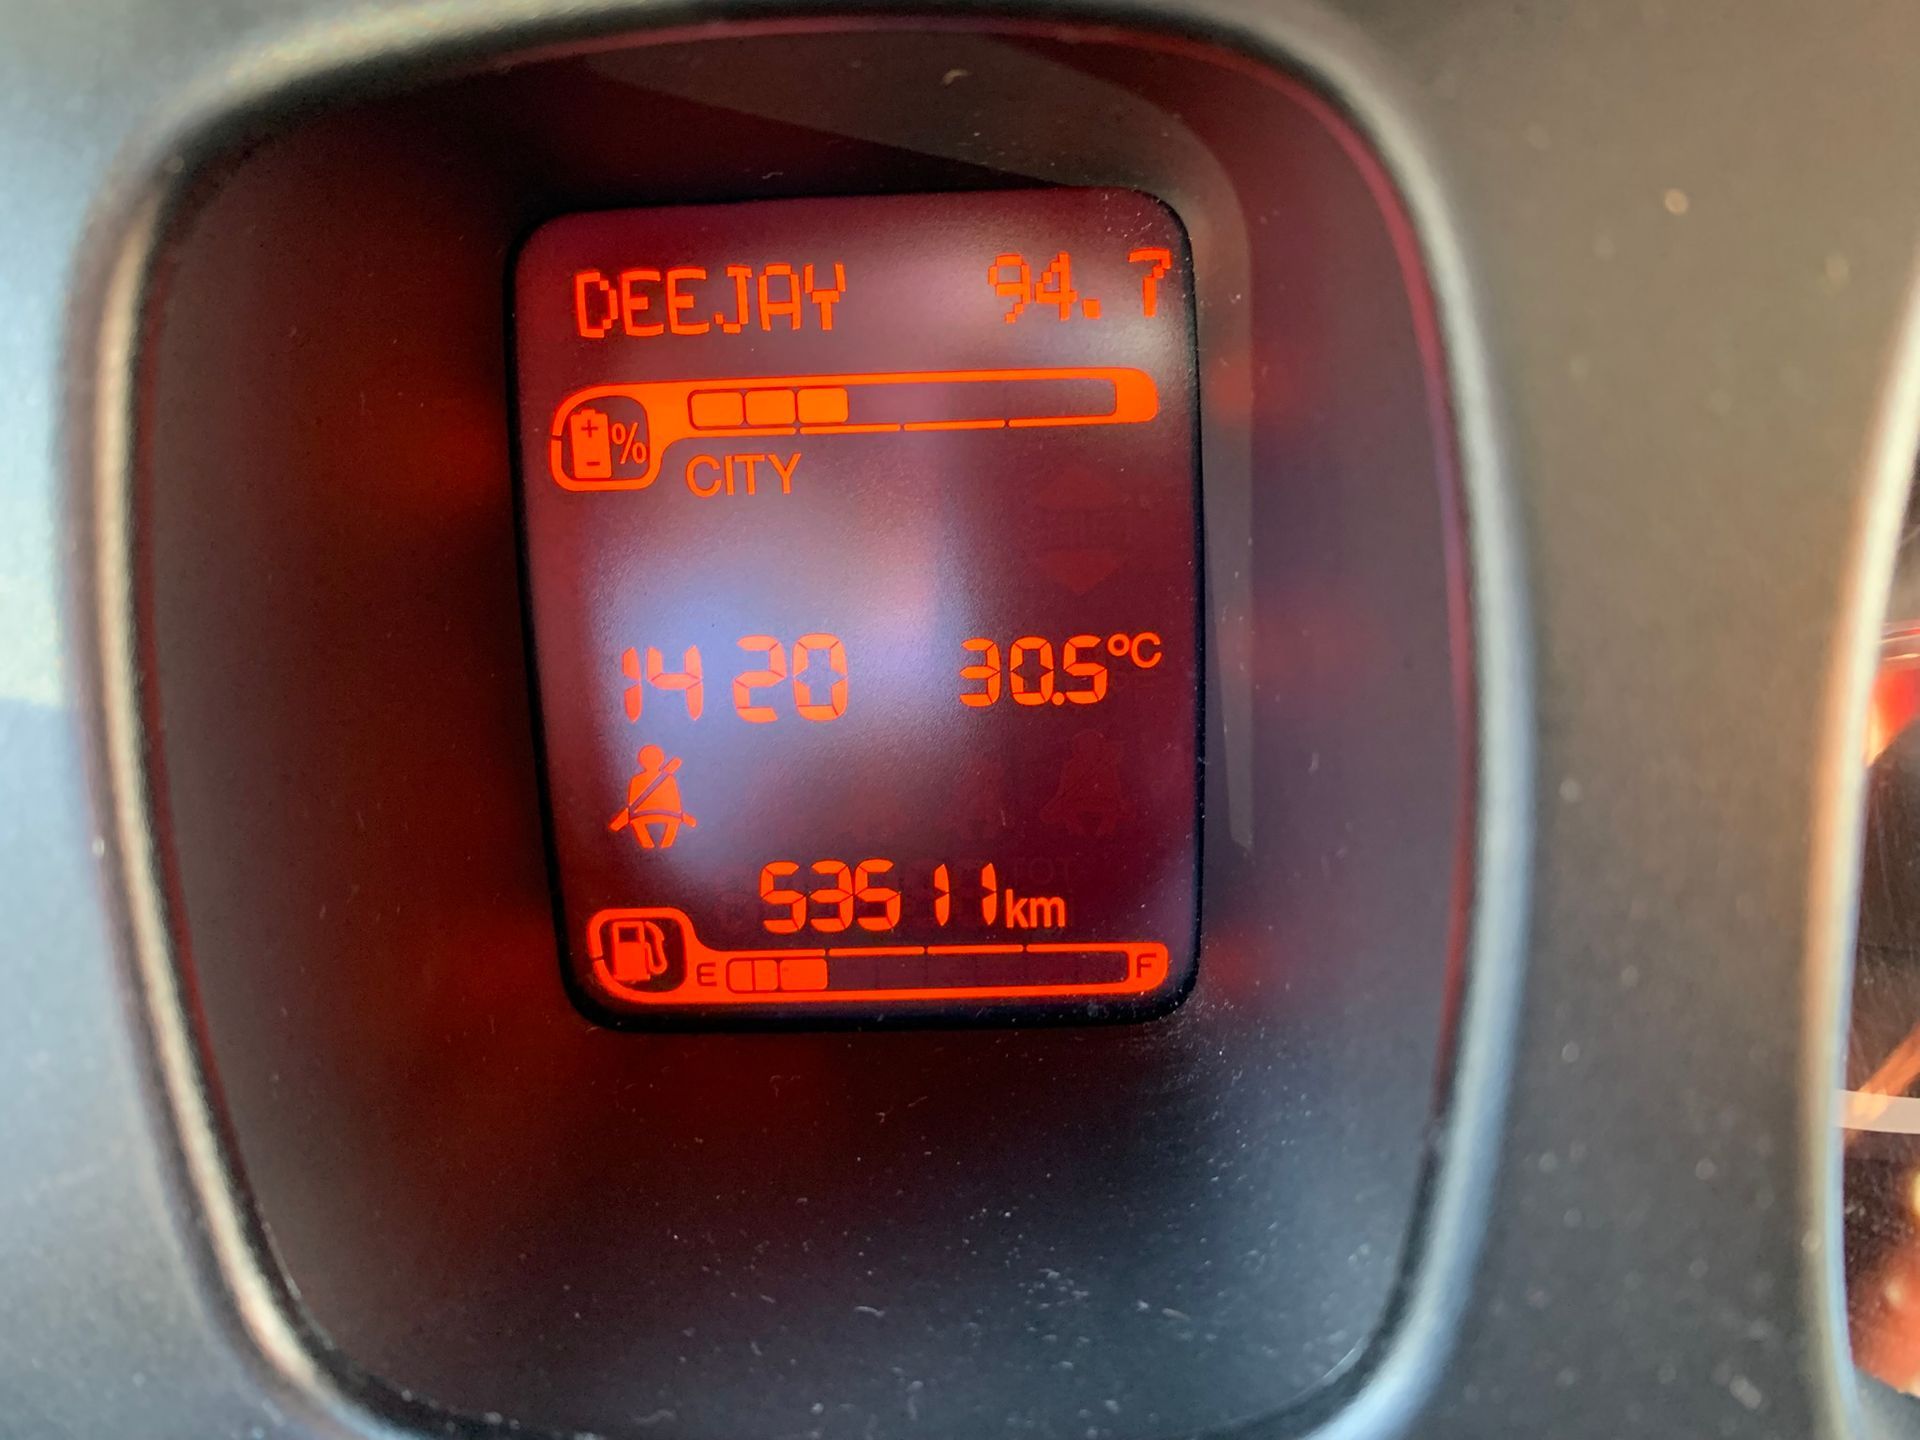 DEEJAY 94.7
%
CITY
14 20 30.5°C
53511km
E F